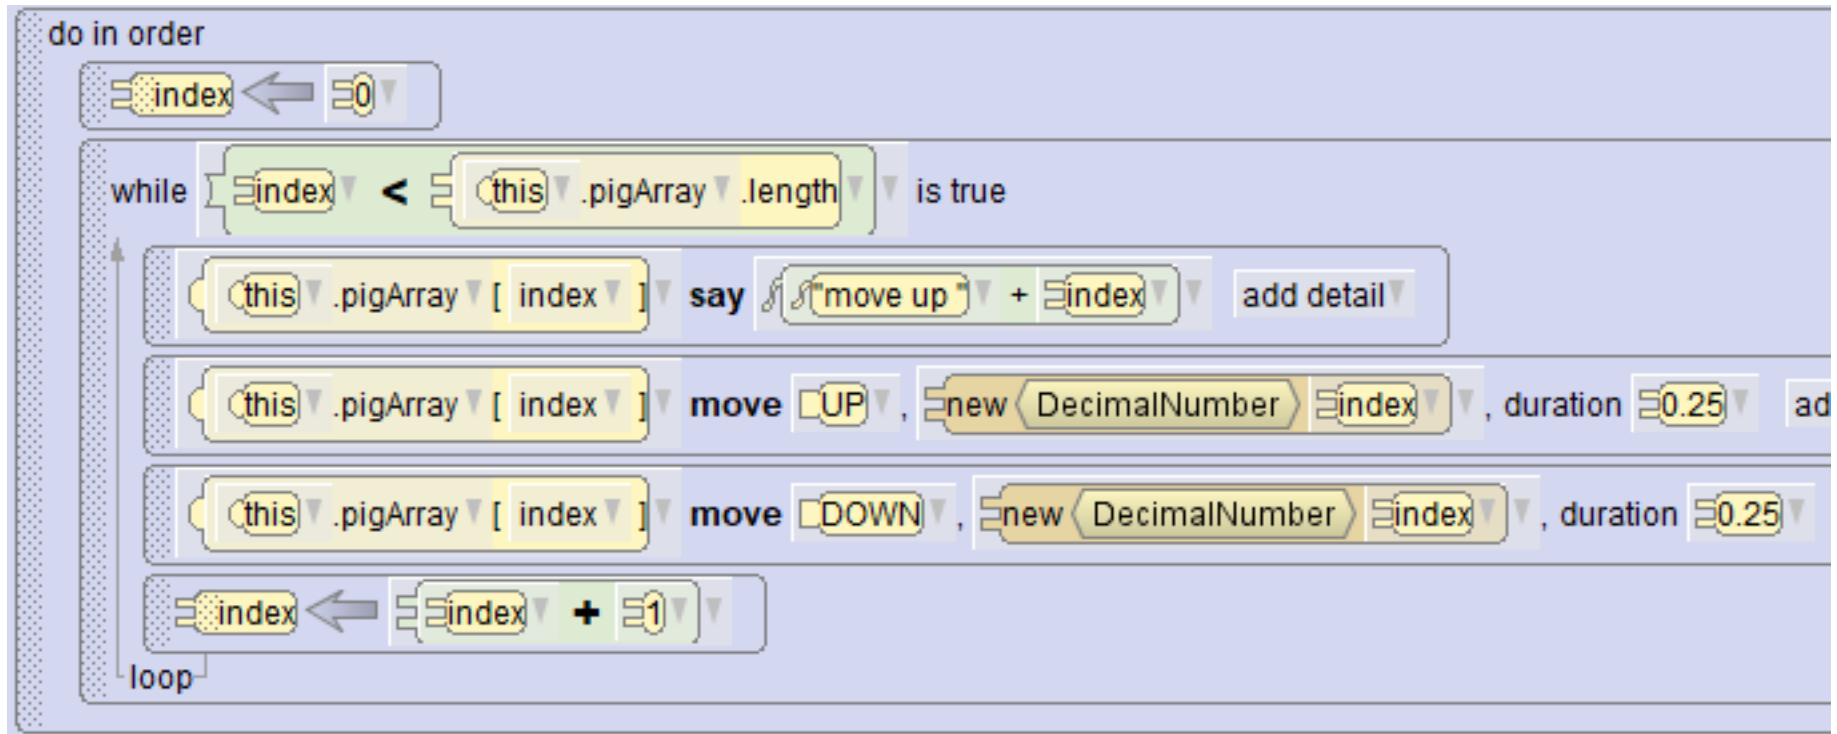 do in order
index 0
while index < this .pigArray .length is true
this .pigArray [ index ] say "move up " + index add detail
this .pigArray [ index ] move UP , new DecimalNumber index , duration 0.25 ad
this .pigArray [ index ] move DOWN , new DecimalNumber index , duration 0.25
index index + 1
loop